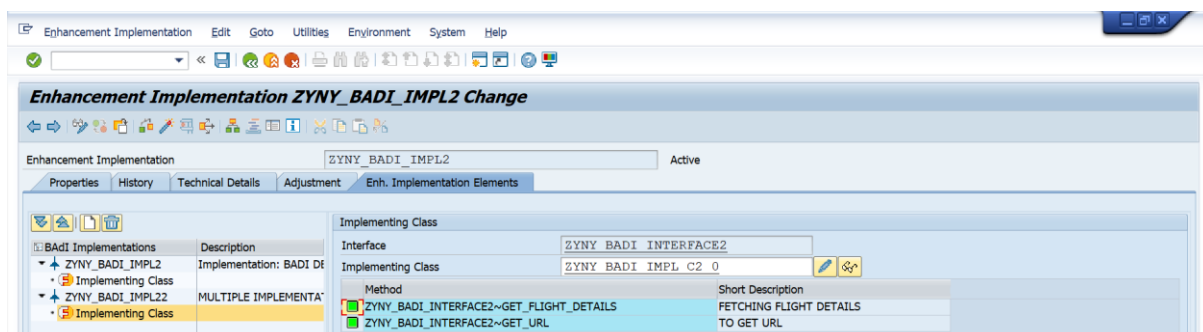 Enhancement Implementation Edit Goto Utilities Environment System Help
Enhancement Implementation ZYNY_BADI_IMPL2 Change
Enhancement Implementation ZYNY_BADI_IMPL2 Active
Properties History Technical Details Adjustment Enh. Implementation Elements
Implementing Class
BAdI Implementations Description Interface ZYNY_BADI_INTERFACE2
ZYNY_BADI_IMPL2 Implementation: BADI DE Implementing Class ZYNY_BADI_IMPL_C2_0
Implementing Class Method Short Description
ZYNY_BADI_IMPL22 MULTIPLE IMPLEMENTAT ZYNY_BADI_INTERFACE2~GET_FLIGHT_DETAILS FETCHING FLIGHT DETAILS
Implementing Class ZYNY_BADI_INTERFACE2~GET_URL TO GET URL